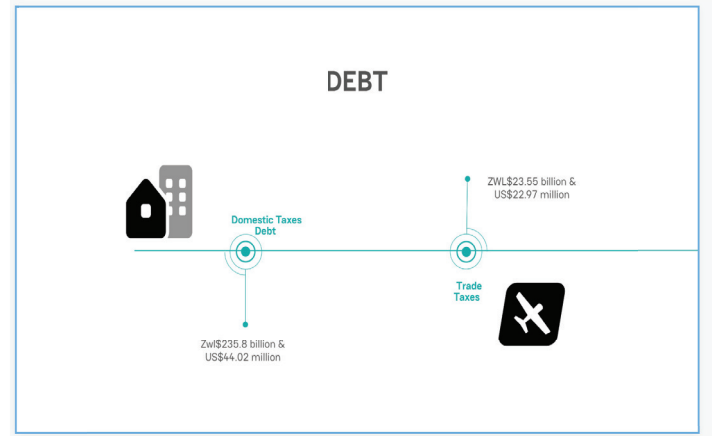 DEBT
ZWL$23.55 billion &
US$22.97 million
Domestic Taxes
Debt
Trade
Taxes
Zwl$235.8 billion &
US$44.02 million